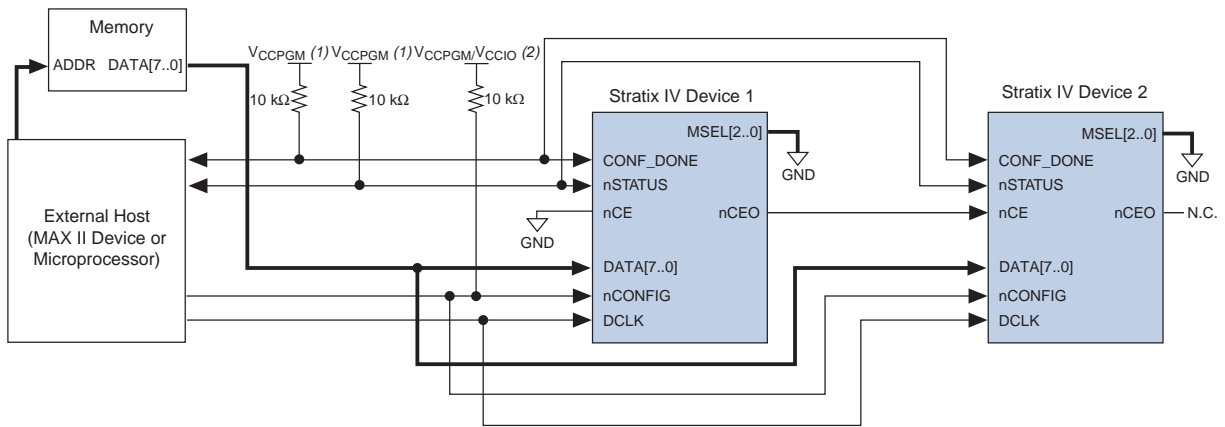 Memory
ADDR DATA[7..0]
VCCPGM (1) VCCPGM (1) VCCPGM/VCCIO (2)
10 kΩ 10 kΩ 10 kΩ
Stratix IV Device 1
Stratix IV Device 2
MSEL[2..0]
MSEL[2..0]
CONF_DONE
GND
CONF_DONE
GND
nSTATUS
nSTATUS
External Host
(MAX II Device or
Microprocessor)
GND
nCE nCEO
nCE nCEO N.C.
DATA[7..0]
DATA[7..0]
nCONFIG
nCONFIG
DCLK
DCLK